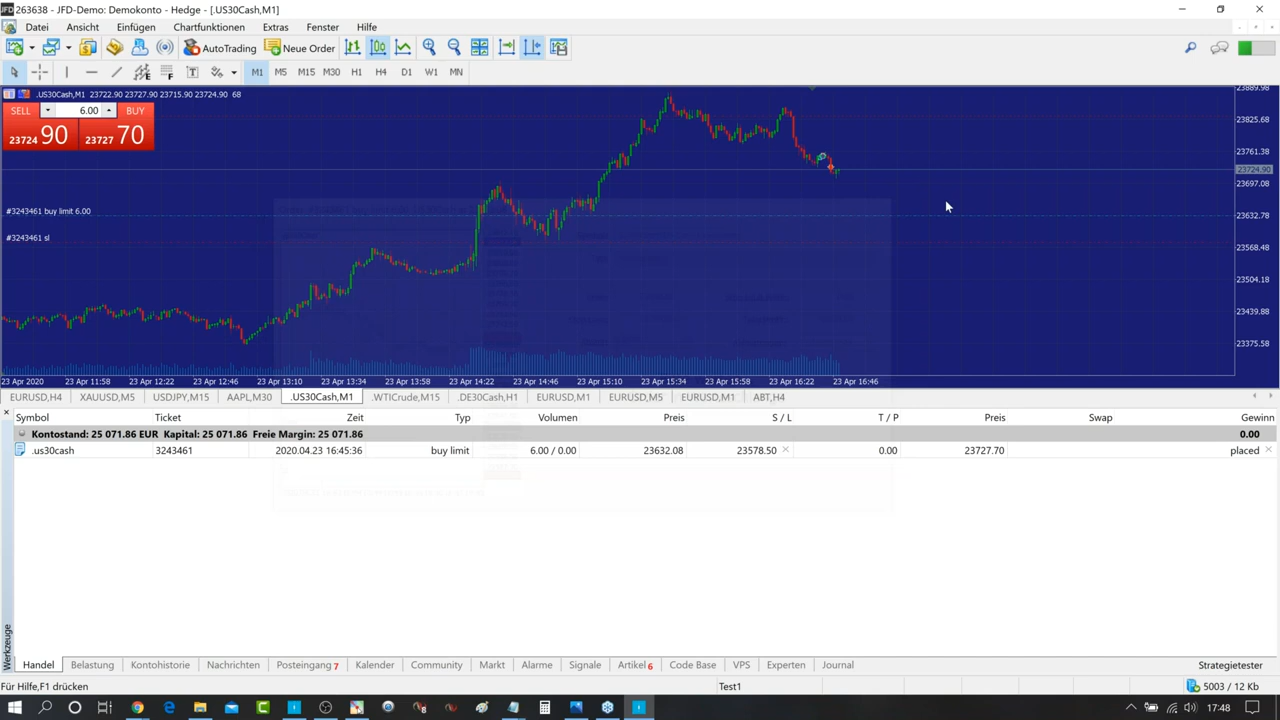 263638 - JFD-Demo: Demokonto - Hedge - [.US30Cash,M1]
Datei Ansicht Einfügen Chartfunktionen Extras Fenster Hilfe
AutoTrading New Order
M1 M5 M15 M30 H1 H4 D1 W1 MN
.US30Cash,M1 23722.90 23727.90 23715.90 23724.90 68
SELL 6.00 BUY
23724 90 23727 70
23889.98
23825.68
23761.38
23724.90
23697.08
#3243461 buy limit 6.00
23632.78
#3243461 sl
23568.48
23504.18
23439.88
23375.58
23 Apr 2020 23 Apr 11:58 23 Apr 12:22 23 Apr 12:46 23 Apr 13:10 23 Apr 13:34 23 Apr 13:58 23 Apr 14:22 23 Apr 14:46 23 Apr 15:10 23 Apr 15:34 23 Apr 15:58 23 Apr 16:22 23 Apr 16:46
EURUSD,H4 XAUUSD,M5 USDJPY,M15 AAPL,M30 .US30Cash,M1 .WTICrude,M15 .DE30Cash,H1 EURUSD,M1 EURUSD,M5 EURUSD,M1 ABT,H4
Symbol Ticket Zeit Typ Volumen Preis S / L T / P Preis Swap Gewinn
Kontostand: 25 071.86 EUR Kapital: 25 071.86 Freie Margin: 25 071.86 0.00
.us30cash 3243461 2020.04.23 16:45:36 buy limit 6.00 / 0.00 23632.08 23578.50 0.00 23727.70 placed
Werkzeuge
Handel Belastung Kontohistorie Nachrichten Posteingang 7 Kalender Community Markt Alarme Signale Artikel 6 Code Base VPS Experten Journal Strategietester
Für Hilfe,F1 drücken Test1 5003 / 12 Kb
17:48